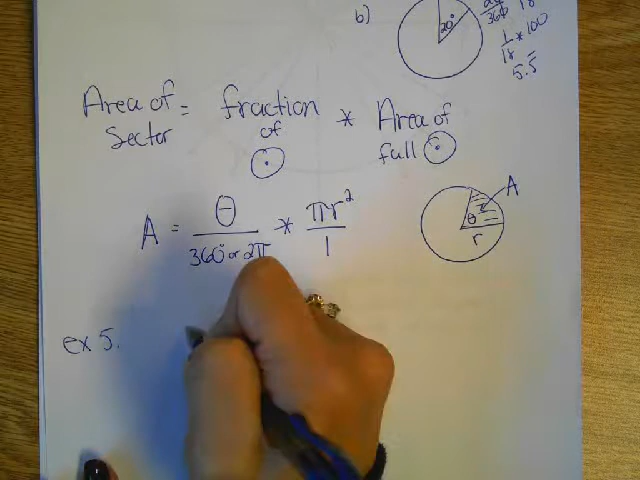 b)
20°
360
1/18 * 100
5.5̅
Area of Sector = fraction of ⊙ * Area of full ⊙
A = θ/(360° or 2π) * πr²/1
A
θ
r
ex 5.